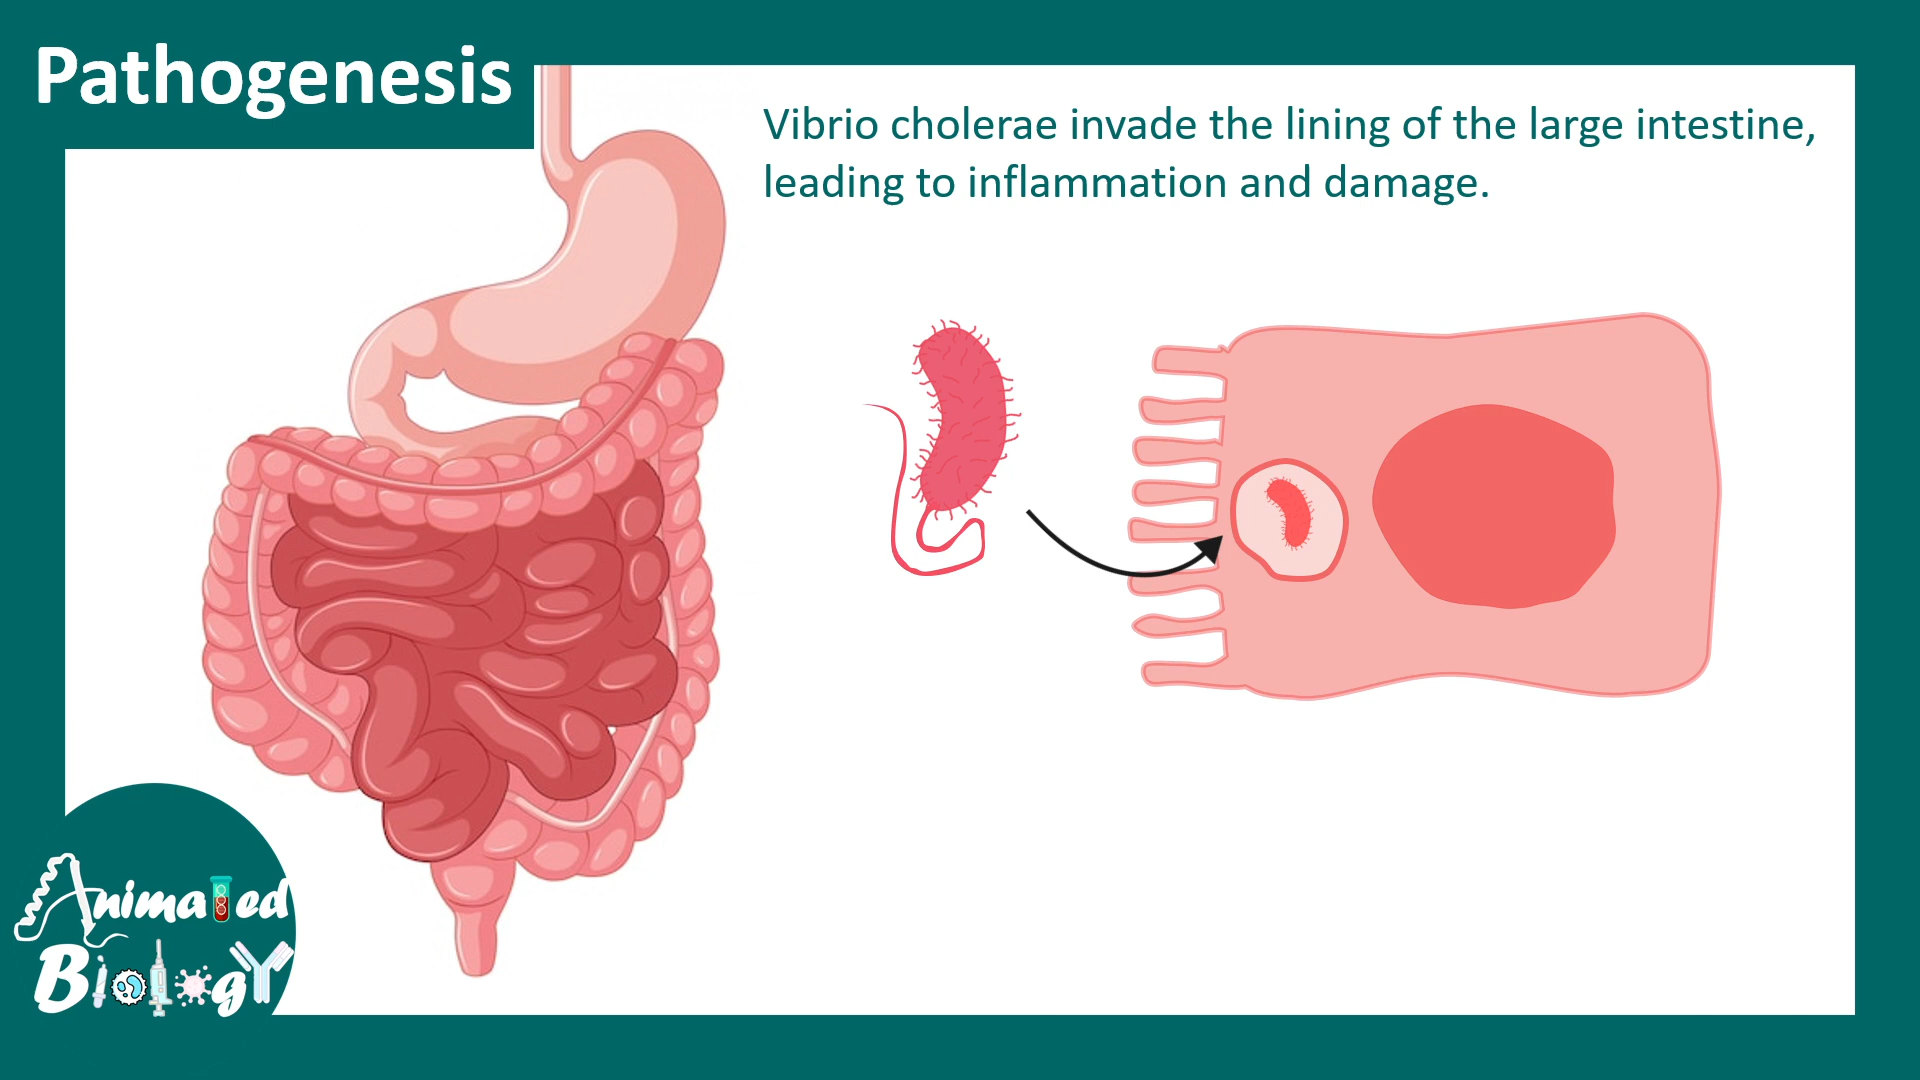 Pathogenesis
Vibrio cholerae invade the lining of the large intestine,
leading to inflammation and damage.
Animated
Biology